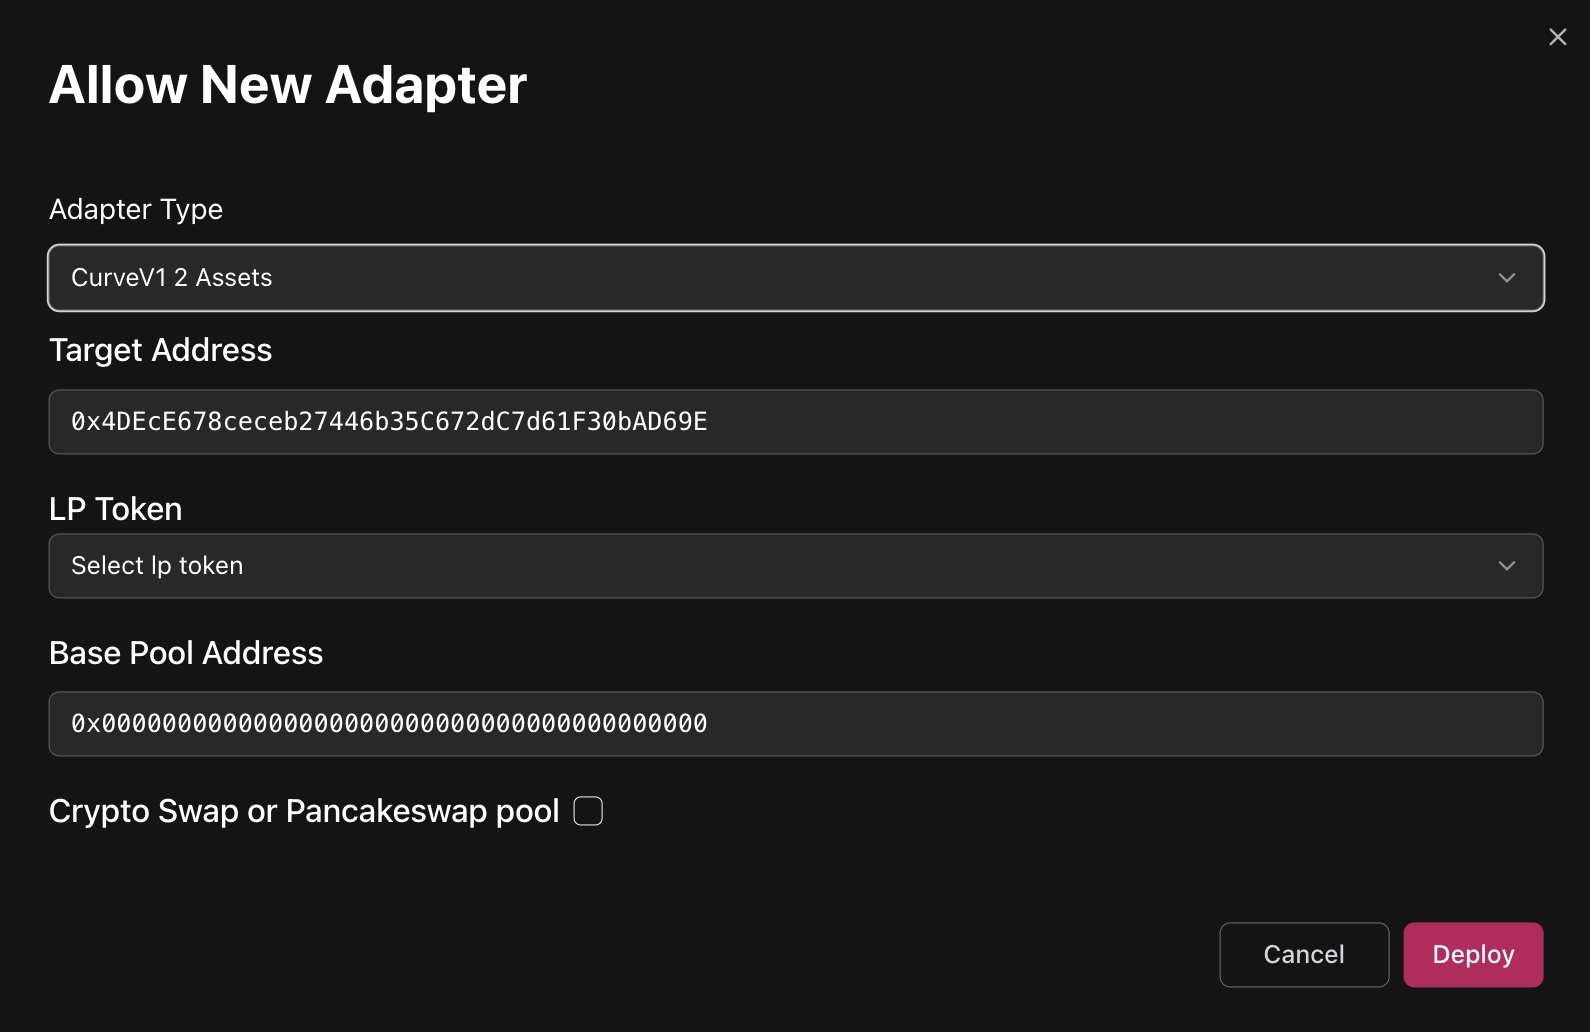 Allow New Adapter
Adapter Type
CurveV1 2 Assets
Target Address
0x4DEcE678ceceb27446b35C672dC7d61F30bAD69E
LP Token
Select lp token
Base Pool Address
0x0000000000000000000000000000000000000000
Crypto Swap or Pancakeswap pool
Cancel
Deploy